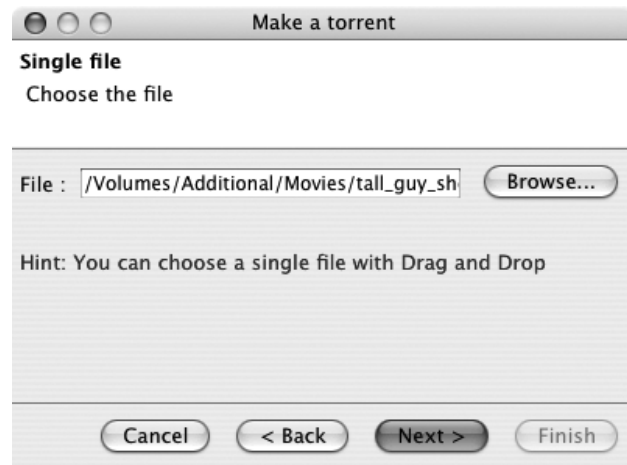 Make a torrent
Single file
Choose the file
File : /Volumes/Additional/Movies/tall_guy_sh Browse...
Hint: You can choose a single file with Drag and Drop
Cancel < Back Next > Finish